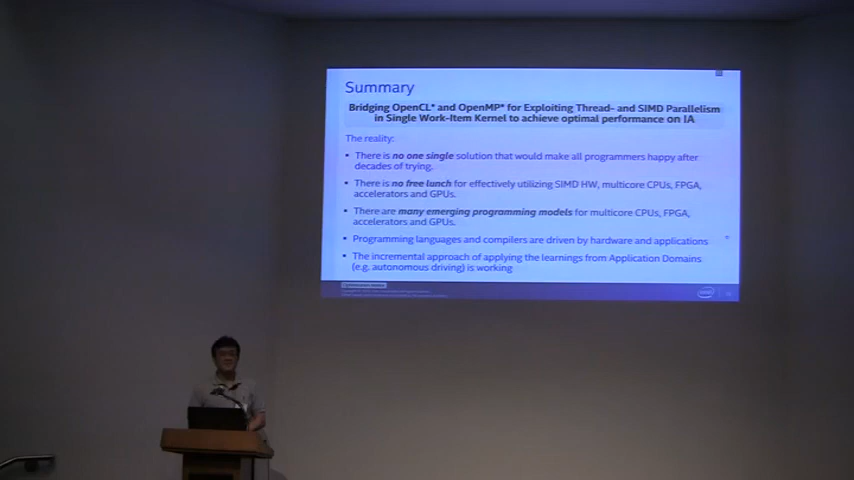 Summary
Bridging OpenCL* and OpenMP* for Exploiting Thread- and SIMD Parallelism
in Single Work-Item Kernel to achieve optimal performance on IA
The reality:
• There is no one single solution that would make all programmers happy after
decades of trying.
• There is no free lunch for effectively utilizing SIMD HW, multicore CPUs, FPGA,
accelerators and GPUs.
• There are many emerging programming models for multicore CPUs, FPGA,
accelerators and GPUs.
• Programming languages and compilers are driven by hardware and applications
• The incremental approach of applying the learnings from Application Domains
(e.g. autonomous driving) is working
intel